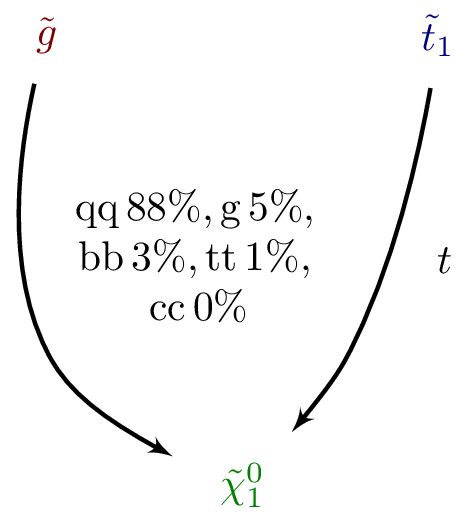 g̃
t̃₁
qq 88%, g 5%,
bb 3%, tt 1%,
cc 0%
t
χ̃⁰₁